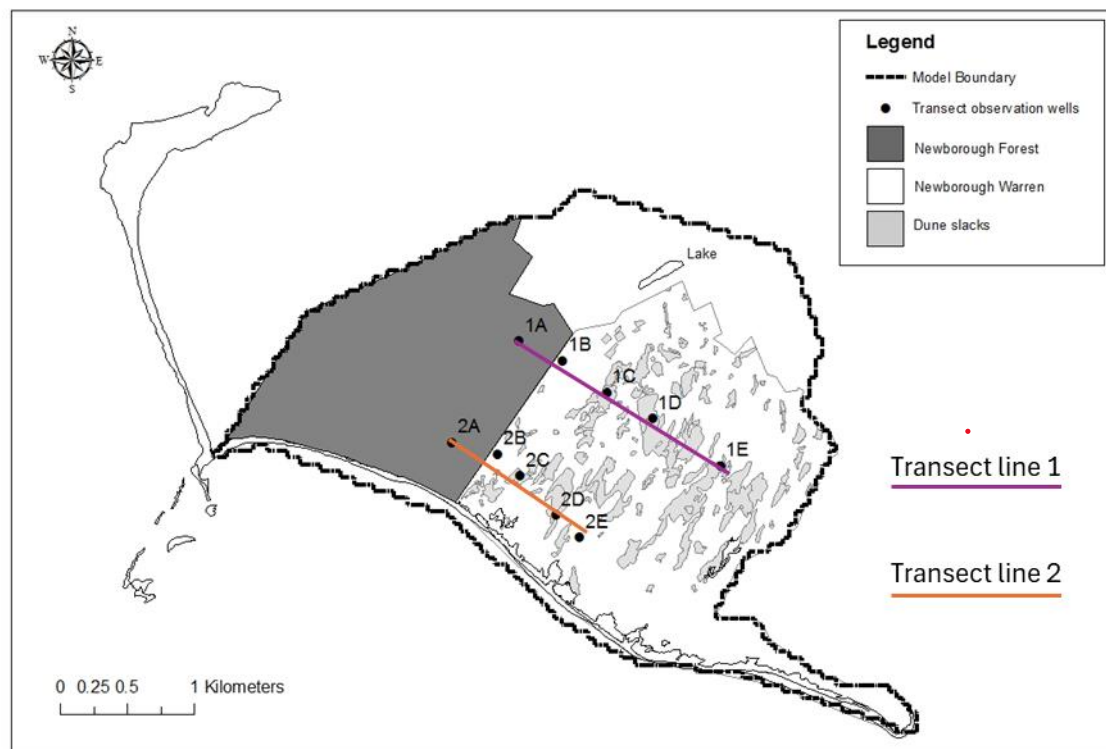 N
W E
S
Legend
Model Boundary
Transect observation wells
Newborough Forest
Newborough Warren
Dune slacks
Lake
1A
1B
1C
1D
1E
2A
2B
2C
2D
2E
Transect line 1
Transect line 2
0 0.25 0.5 1 Kilometers